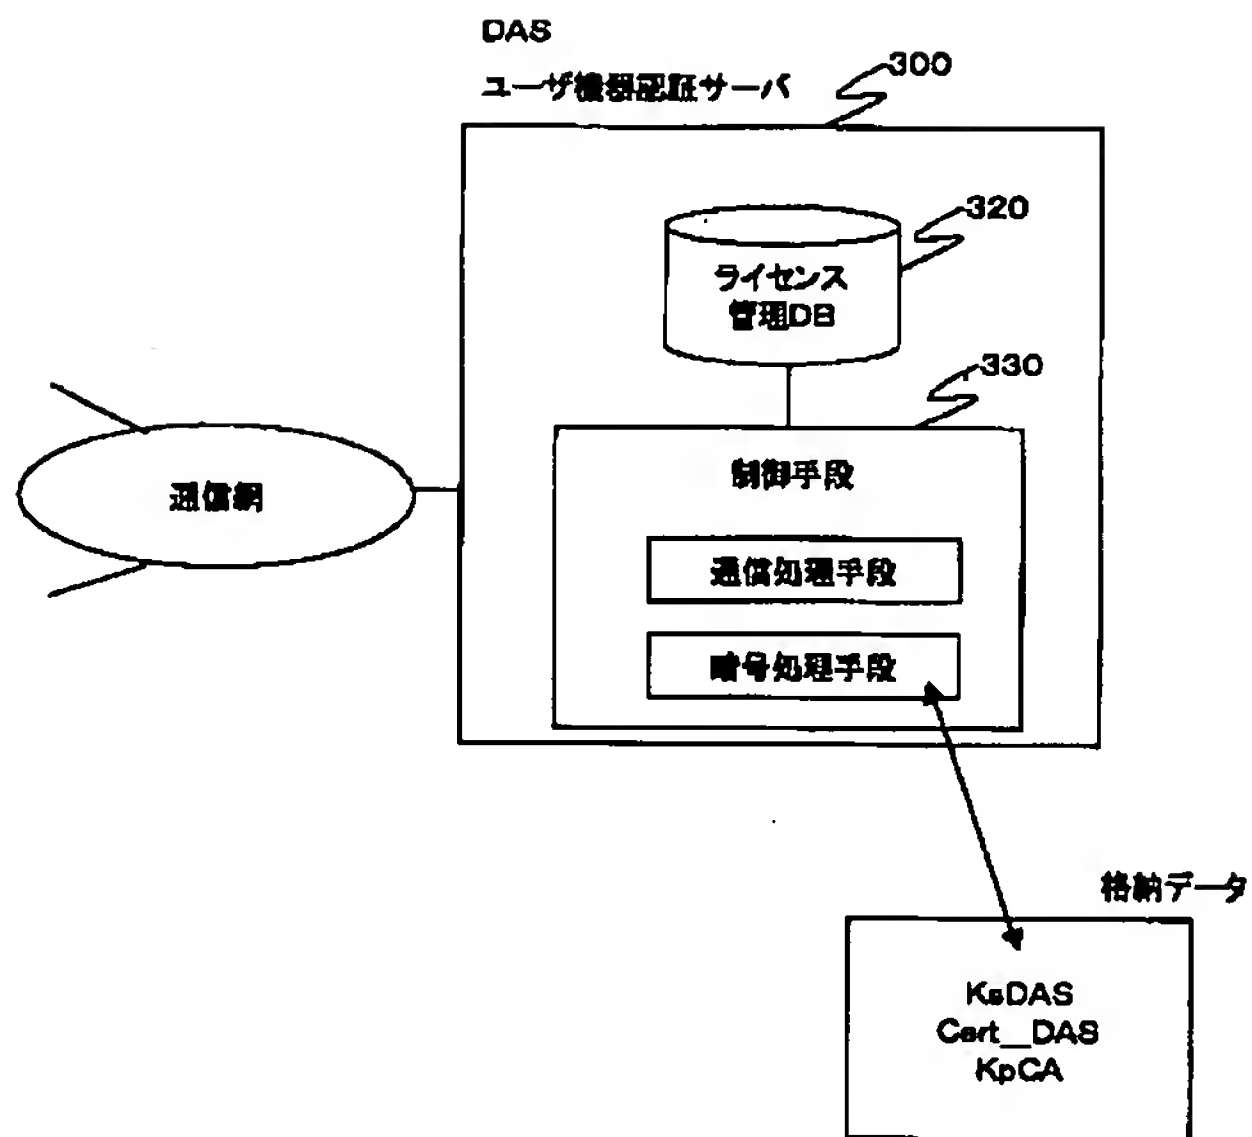 DAS
ユーザ機器認証サーバ
300
320
ライセンス
管理DB
330
制御手段
通信網
通信処理手段
暗号処理手段
格納データ
KsDAS
Cert__DAS
KpCA